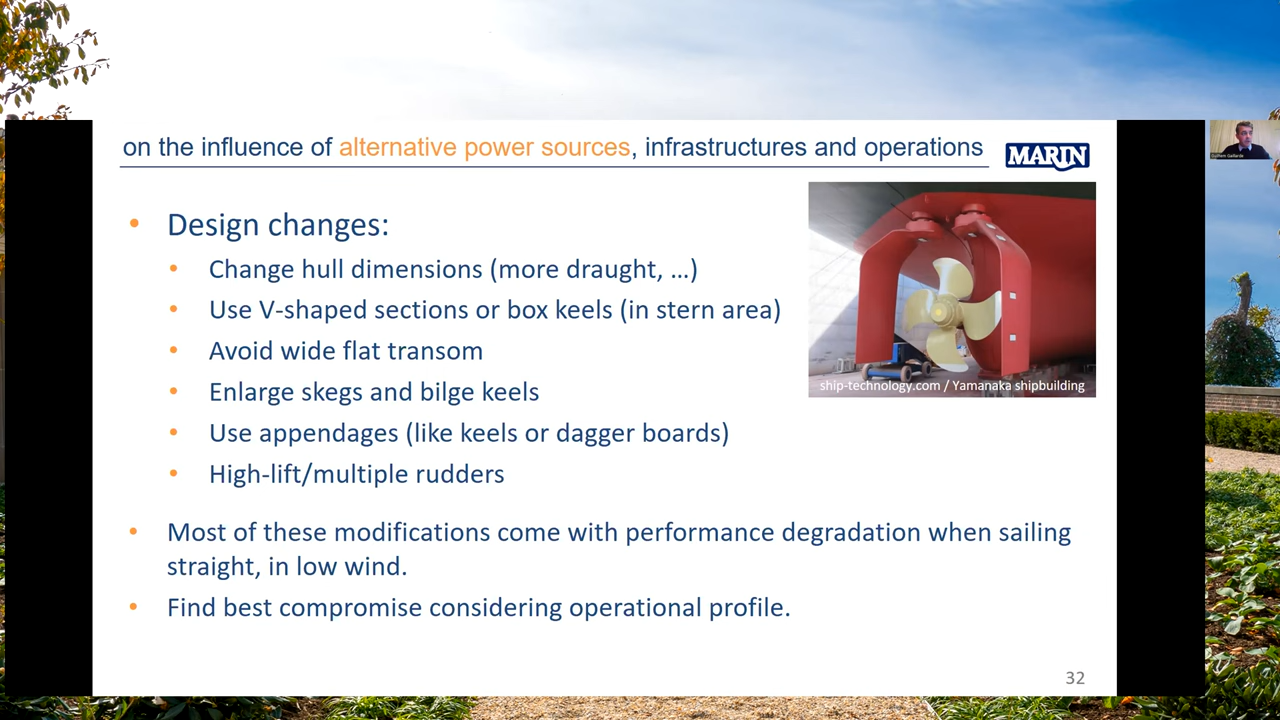 on the influence of alternative power sources, infrastructures and operations
MARIN
• Design changes:
• Change hull dimensions (more draught, ...)
• Use V-shaped sections or box keels (in stern area)
• Avoid wide flat transom
• Enlarge skegs and bilge keels
• Use appendages (like keels or dagger boards)
• High-lift/multiple rudders
ship-technology.com / Yamanaka shipbuilding
• Most of these modifications come with performance degradation when sailing
straight, in low wind.
• Find best compromise considering operational profile.
32